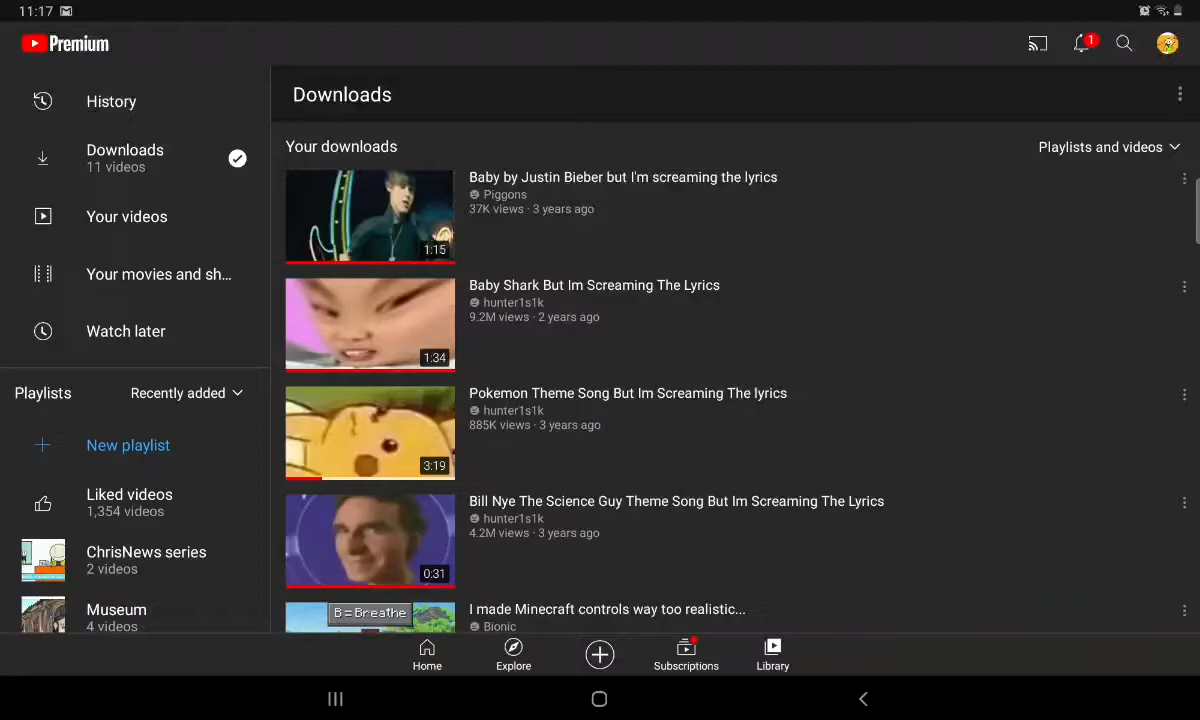 11:17
Premium
1
History
Downloads
11 videos
Your videos
Your movies and sh...
Watch later
Playlists
Recently added
New playlist
Liked videos
1,354 videos
ChrisNews series
2 videos
Museum
4 videos
Downloads
Your downloads
Playlists and videos
Baby by Justin Bieber but I'm screaming the lyrics
Piggons
37K views · 3 years ago
1:15
Baby Shark But Im Screaming The Lyrics
hunter1s1k
9.2M views · 2 years ago
1:34
Pokemon Theme Song But Im Screaming The lyrics
hunter1s1k
885K views · 3 years ago
3:19
Bill Nye The Science Guy Theme Song But Im Screaming The Lyrics
hunter1s1k
4.2M views · 3 years ago
0:31
B=Breathe
I made Minecraft controls way too realistic...
Bionic
Home
Explore
Subscriptions
Library